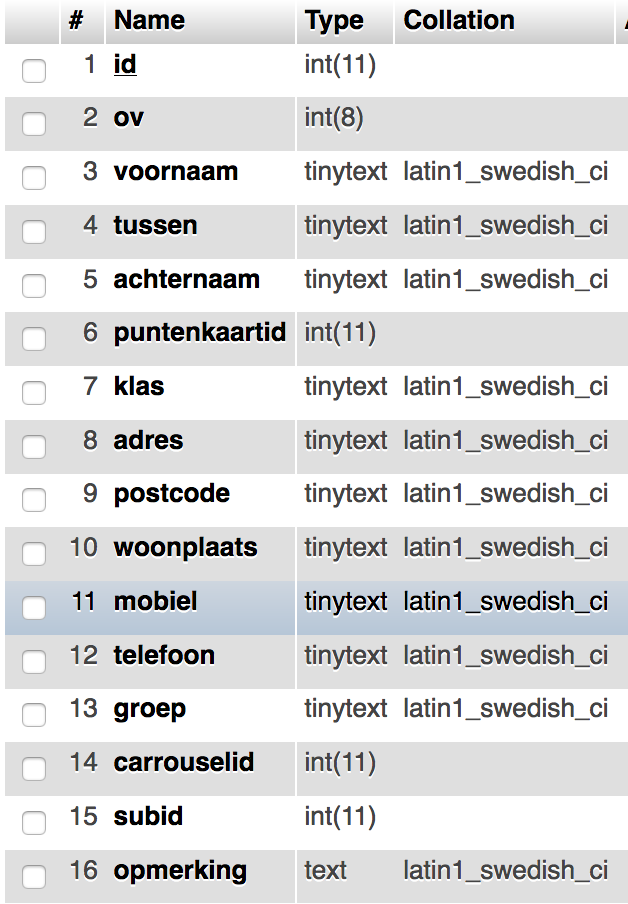 # Name Type Collation
1 id int(11)
2 ov int(8)
3 voornaam tinytext latin1_swedish_ci
4 tussen tinytext latin1_swedish_ci
5 achternaam tinytext latin1_swedish_ci
6 puntenkaartid int(11)
7 klas tinytext latin1_swedish_ci
8 adres tinytext latin1_swedish_ci
9 postcode tinytext latin1_swedish_ci
10 woonplaats tinytext latin1_swedish_ci
11 mobiel tinytext latin1_swedish_ci
12 telefoon tinytext latin1_swedish_ci
13 groep tinytext latin1_swedish_ci
14 carrouselid int(11)
15 subid int(11)
16 opmerking text latin1_swedish_ci